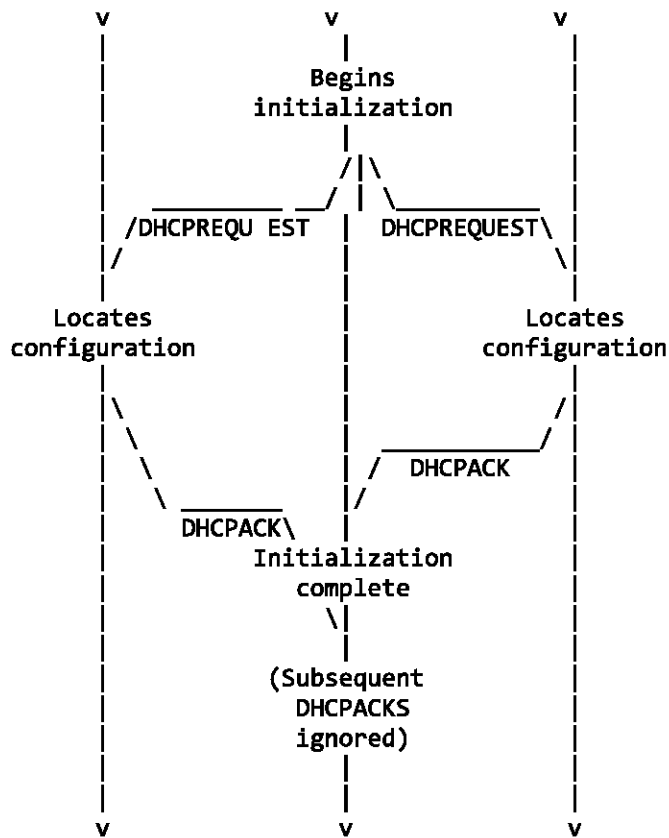 v v v
Begins
initialization
DHCPREQU EST DHCPREQUEST
Locates Locates
configuration configuration
DHCPACK
DHCPACK
Initialization
complete
(Subsequent
DHCPACKS
ignored)
v v v